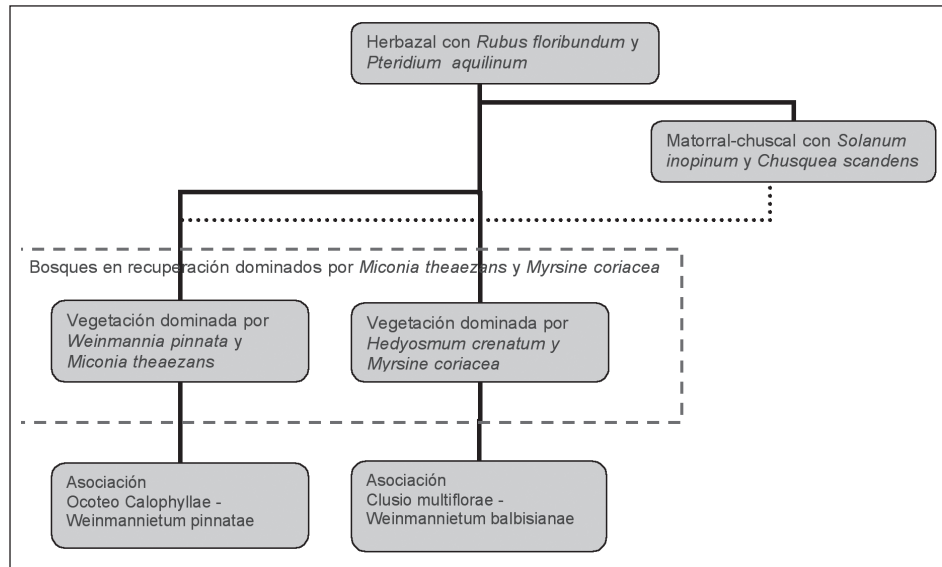 Herbazal con Rubus floribundum y
Pteridium aquilinum
Matorral-chuscal con Solanum
inopinum y Chusquea scandens
Bosques en recuperación dominados por Miconia theaezans y Myrsine coriacea
Vegetación dominada por
Weinmannia pinnata y
Miconia theaezans
Vegetación dominada por
Hedyosmum crenatum y
Myrsine coriacea
Asociación
Ocoteo Calophyllae -
Weinmannietum pinnatae
Asociación
Clusio multiflorae -
Weinmannietum balbisianae